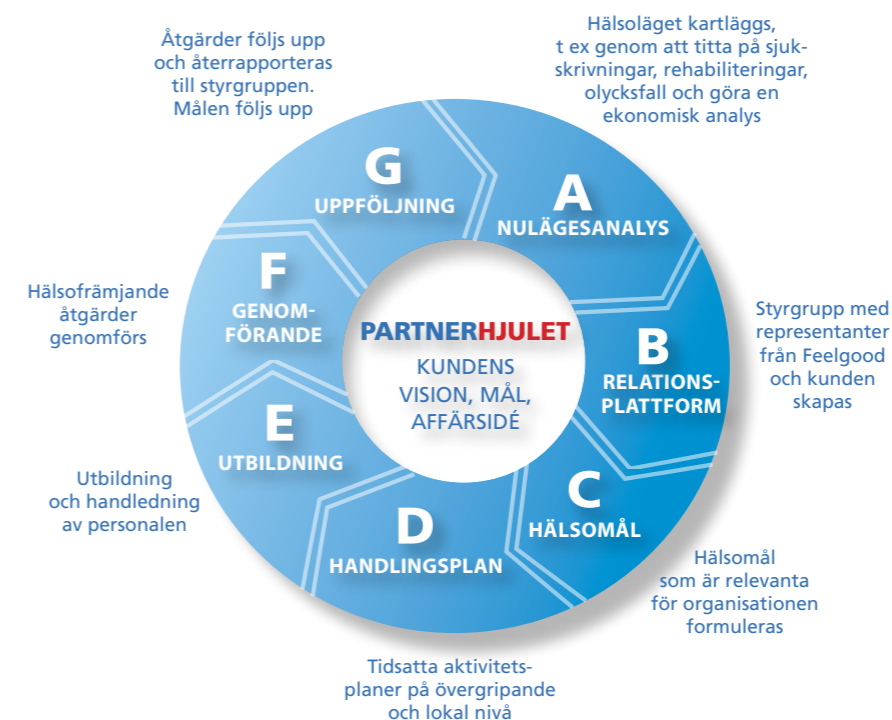 Åtgärder följs upp
och återrapporteras
till styrgruppen.
Målen följs upp
Hälsoläget kartläggs,
t ex genom att titta på sjuk-
skrivningar, rehabiliteringar,
olycksfall och göra en
ekonomisk analys
G
UPPFÖLJNING
A
NULÄGESANALYS
Hälsofrämjande
åtgärder
genomförs
F
GENOM-
FÖRANDE
PARTNERHJULET
KUNDENS
VISION, MÅL,
AFFÄRSIDÉ
B
RELATIONS-
PLATTFORM
Styrgrupp med
representanter
från Feelgood
och kunden
skapas
E
UTBILDNING
Utbildning
och handledning
av personalen
D
HANDLINGSPLAN
C
HÄLSOMÅL
Hälsomål
som är relevanta
för organisationen
formuleras
Tidsatta aktivitets-
planer på övergripande
och lokal nivå